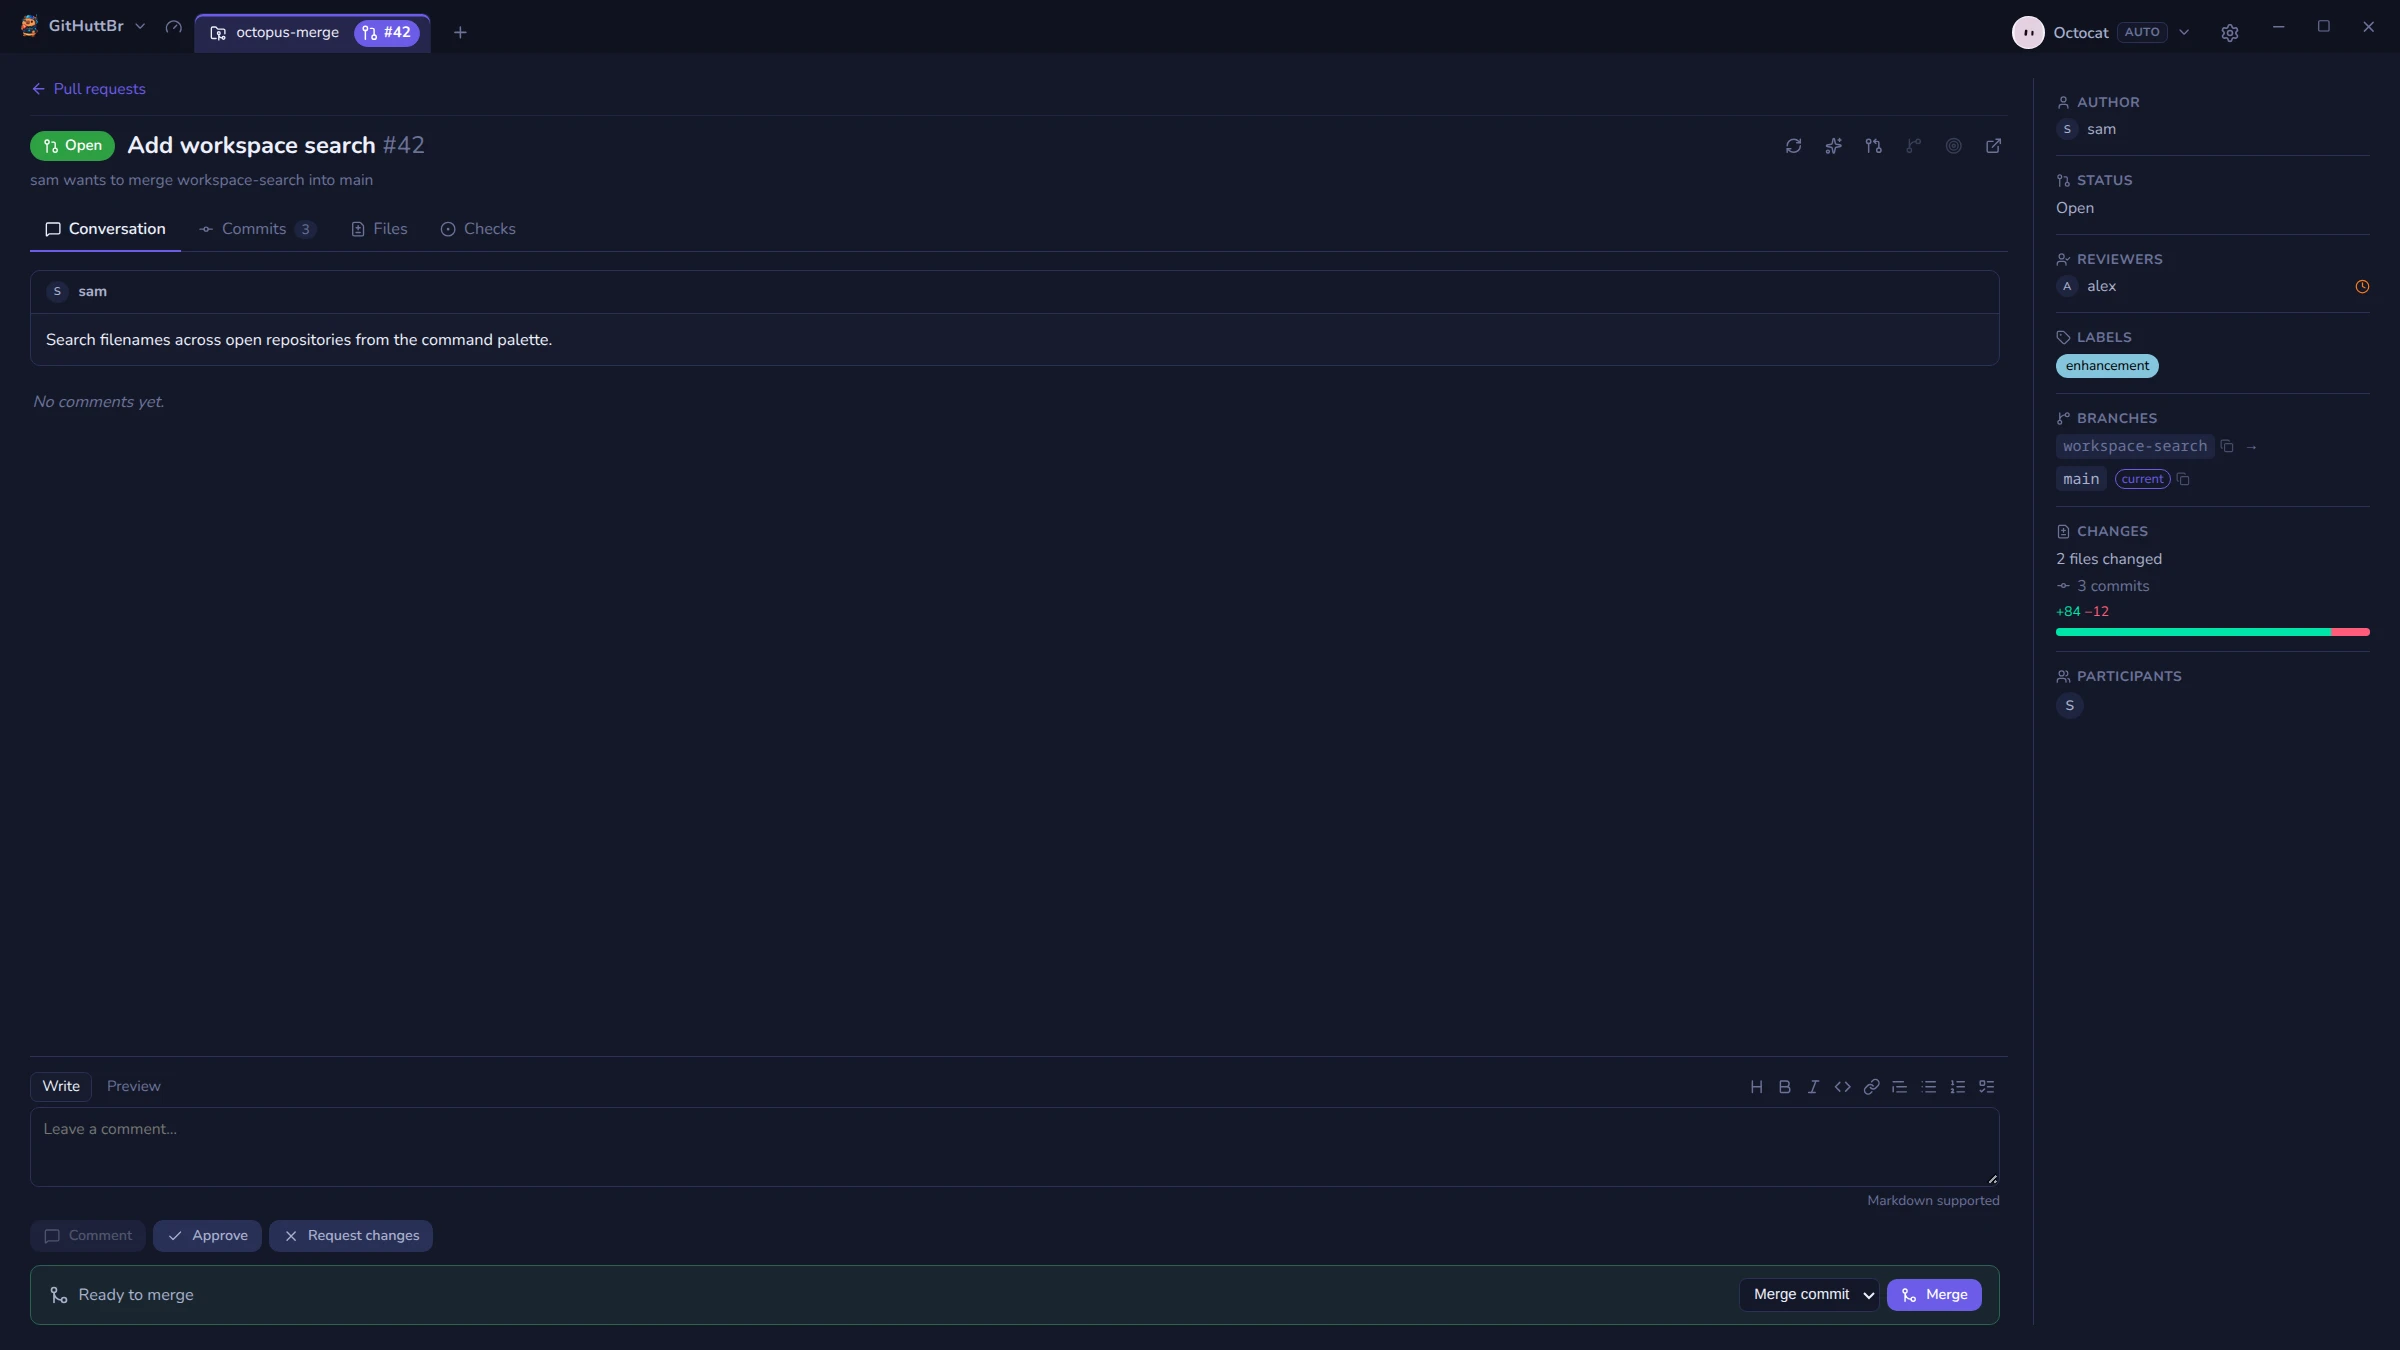 GitHuttBr
octopus-merge #42
Octocat AUTO
Pull requests
Open Add workspace search #42
sam wants to merge workspace-search into main
Conversation Commits 3 Files Checks
S sam
Search filenames across open repositories from the command palette.
No comments yet.
Write Preview
Leave a comment...
Markdown supported
Comment Approve Request changes
Ready to merge
Merge commit Merge
AUTHOR
S sam
STATUS
Open
REVIEWERS
A alex
LABELS
enhancement
BRANCHES
workspace-search →
main current
CHANGES
2 files changed
3 commits
+84 −12
PARTICIPANTS
S